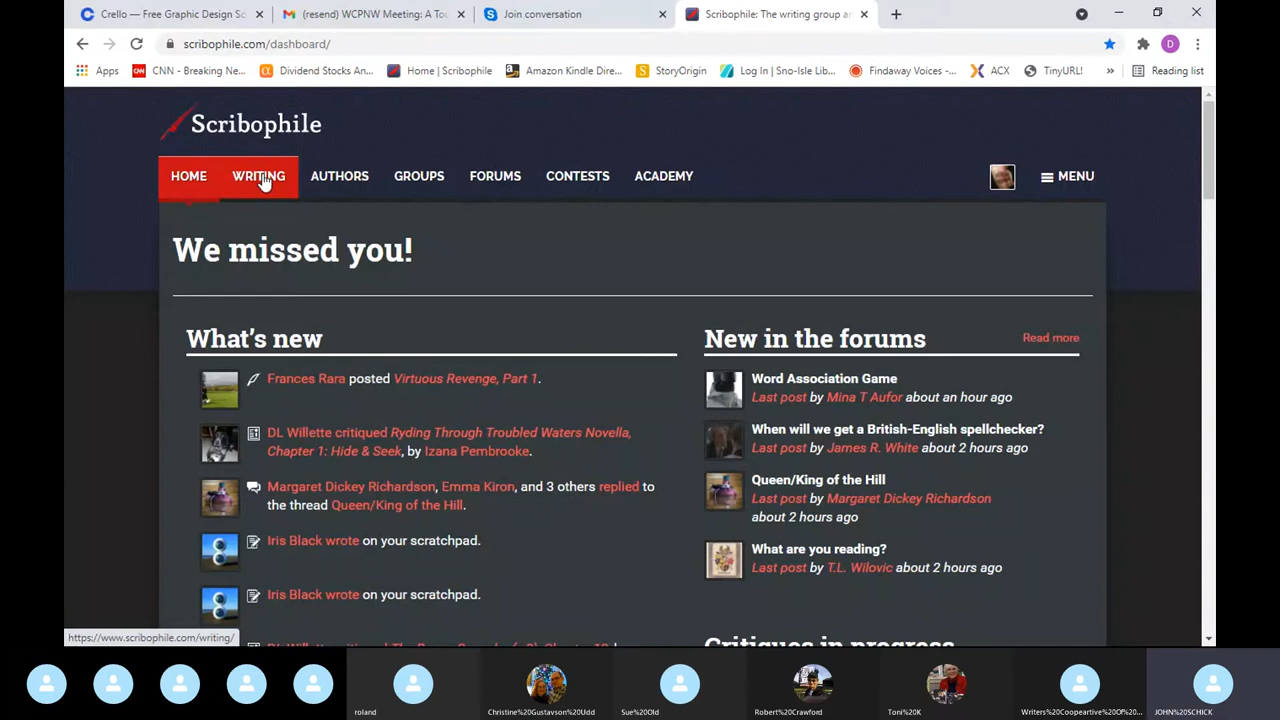 Crello — Free Graphic Design Sc
(resend) WCPNW Meeting: A Tou
Join conversation
Scribophile: The writing group an
scribophile.com/dashboard/
D
Apps
CNN - Breaking Ne...
Dividend Stocks An...
Home | Scribophile
Amazon Kindle Dire...
StoryOrigin
Log In | Sno-Isle Lib...
Findaway Voices -...
ACX
TinyURL!
»
Reading list
Scribophile
HOME
WRITING
AUTHORS
GROUPS
FORUMS
CONTESTS
ACADEMY
MENU
We missed you!
What's new
Frances Rara posted Virtuous Revenge, Part 1.
DL Willette critiqued Ryding Through Troubled Waters Novella,
Chapter 1: Hide & Seek, by Izana Pembrooke.
Margaret Dickey Richardson, Emma Kiron, and 3 others replied to
the thread Queen/King of the Hill.
Iris Black wrote on your scratchpad.
Iris Black wrote on your scratchpad.
New in the forums
Read more
Word Association Game
Last post by Mina T Aufor about an hour ago
When will we get a British-English spellchecker?
Last post by James R. White about 2 hours ago
Queen/King of the Hill
Last post by Margaret Dickey Richardson
about 2 hours ago
What are you reading?
Last post by T.L. Wilovic about 2 hours ago
Critiques in progress
https://www.scribophile.com/writing/
roland
Christine%20Gustavson%20Udd
Sue%20Old
Robert%20Crawford
Toni%20K
Writers%20Coopeartive%20Of%20...
JOHN%20SCHICK